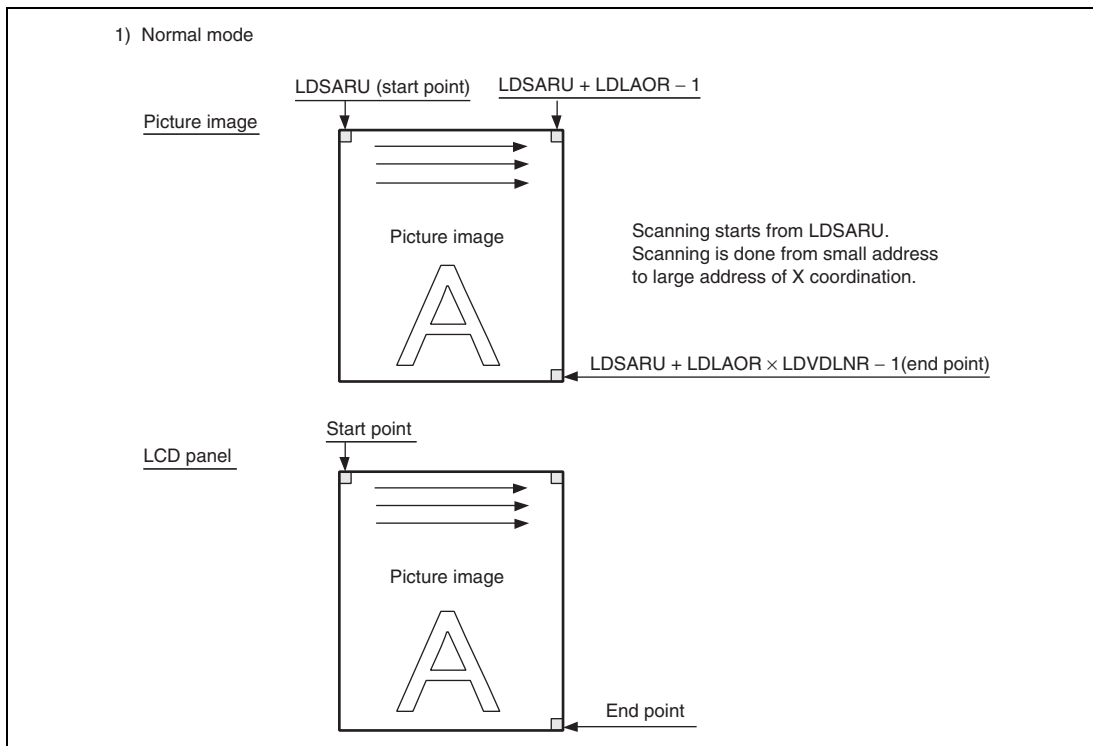 1) Normal mode
LDSARU (start point)
LDSARU + LDLAOR − 1
Picture image
Picture image
Scanning starts from LDSARU.
Scanning is done from small address
to large address of X coordination.
A
LDSARU + LDLAOR × LDVDLNR − 1(end point)
Start point
LCD panel
Picture image
A
End point